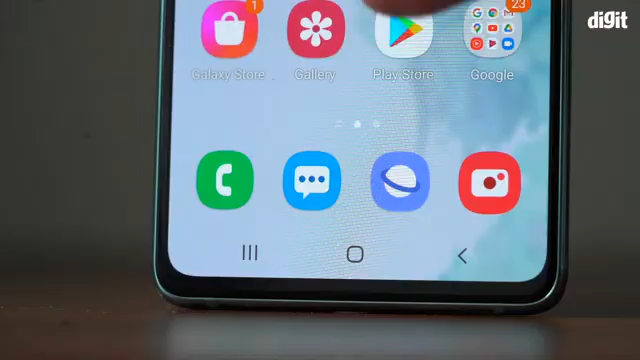 digit
1
23
Galaxy Store
Gallery
Play Store
Google